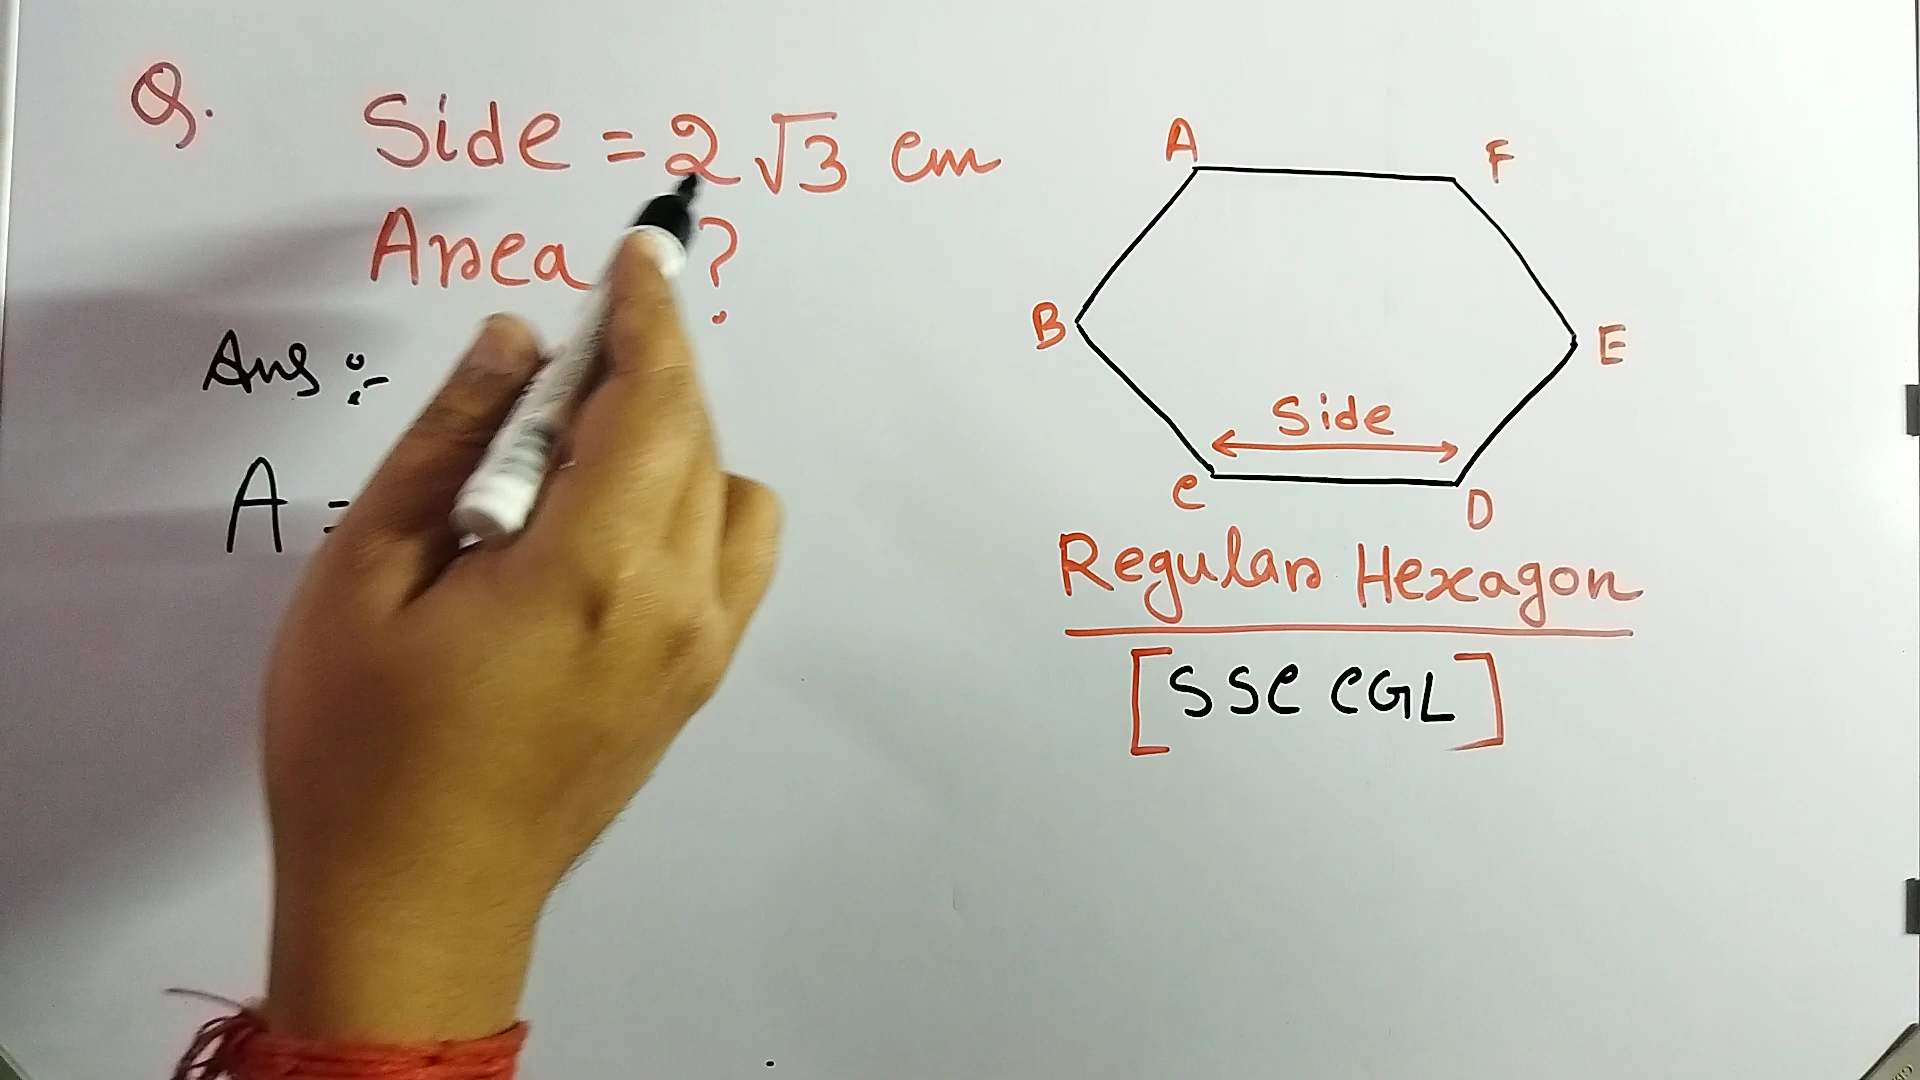 Q. Side = 2√3 cm
Area ?
Ans :-
A =
A
F
B
E
Side
C
D
Regular Hexagon
[SSC CGL]